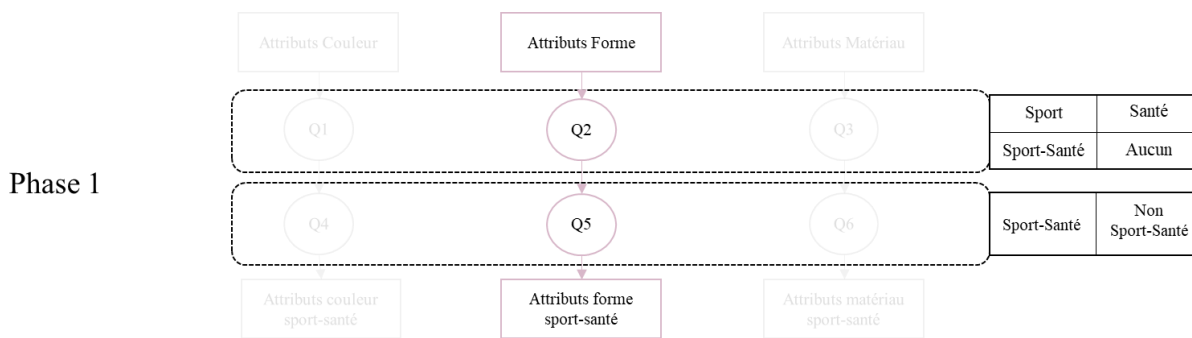 Attributs Couleur
Attributs Forme
Attributs Matériau
Q1
Q2
Q3
Sport
Santé
Sport-Santé
Aucun
Phase 1
Q4
Q5
Q6
Sport-Santé
Non
Sport-Santé
Attributs couleur
sport-santé
Attributs forme
sport-santé
Attributs matériau
sport-santé